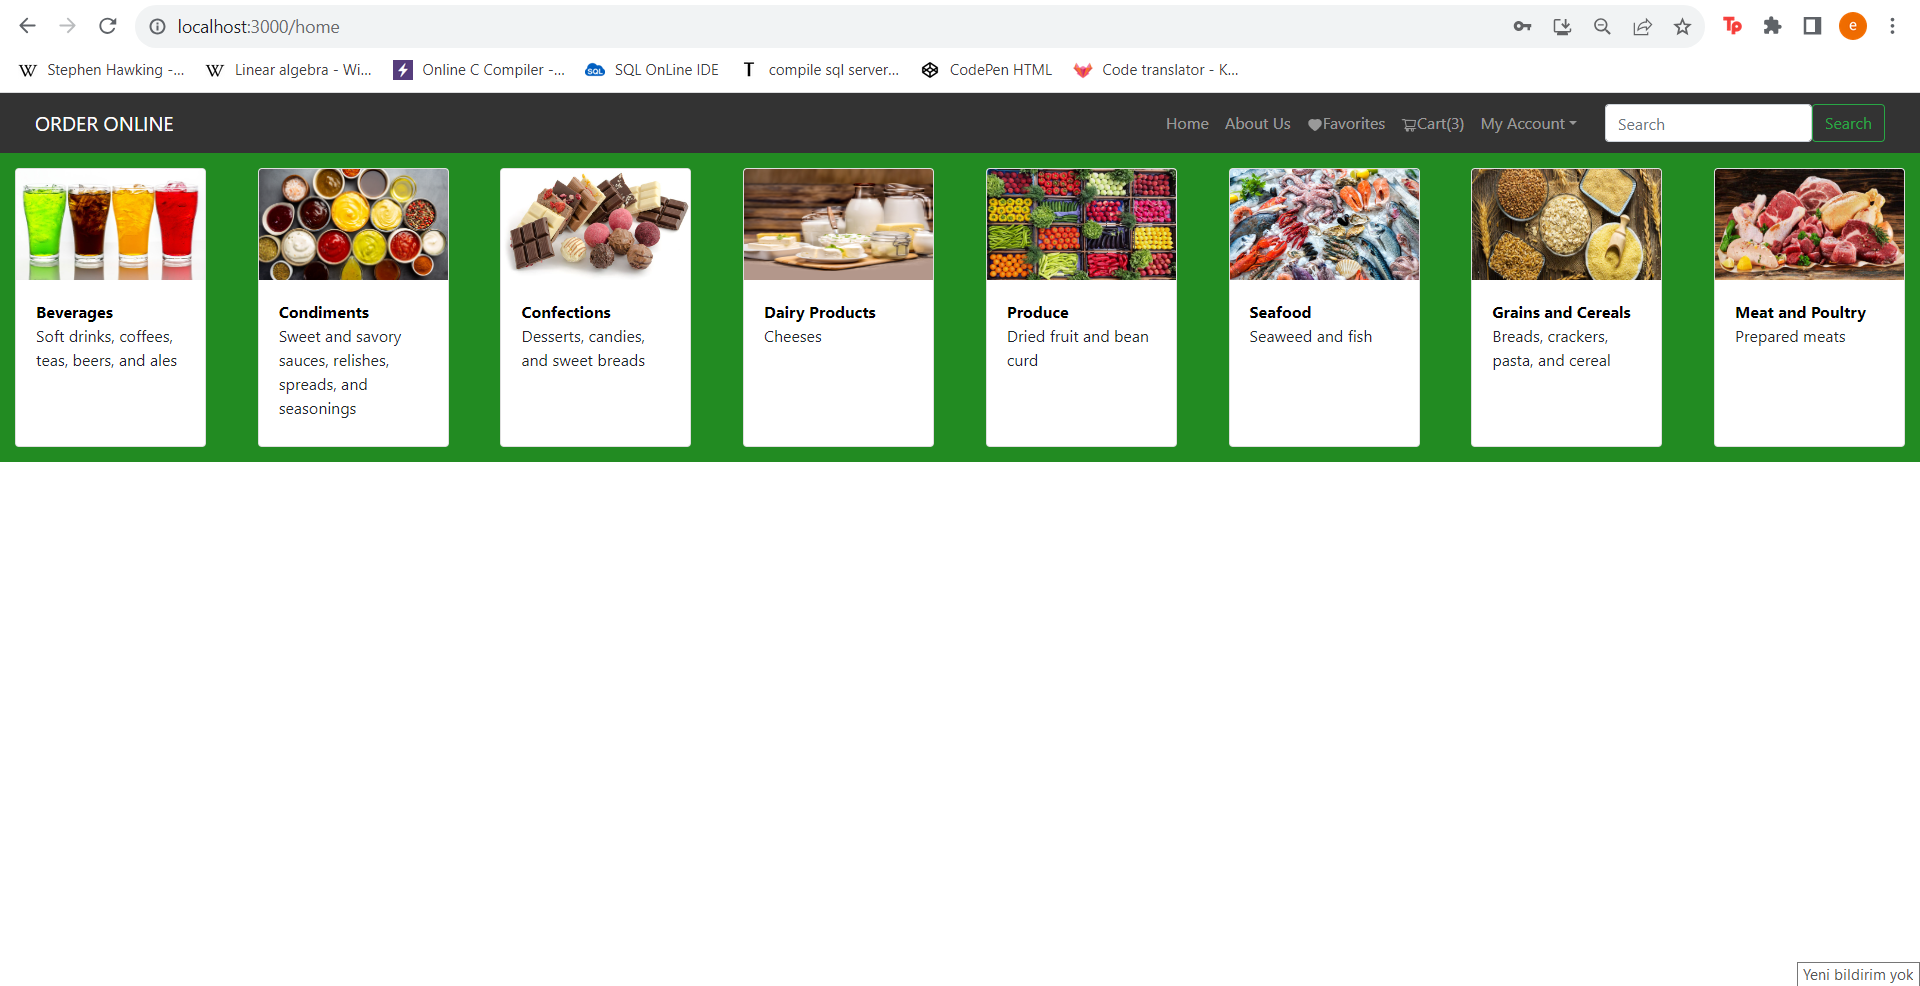 localhost:3000/home
e
Stephen Hawking -...
Linear algebra - Wi...
Online C Compiler -...
SQL OnLine IDE
compile sql server...
CodePen HTML
Code translator - K...
ORDER ONLINE
Home
About Us
Favorites
Cart(3)
My Account
Search
Search
Beverages
Soft drinks, coffees,
teas, beers, and ales
Condiments
Sweet and savory
sauces, relishes,
spreads, and
seasonings
Confections
Desserts, candies,
and sweet breads
Dairy Products
Cheeses
Produce
Dried fruit and bean
curd
Seafood
Seaweed and fish
Grains and Cereals
Breads, crackers,
pasta, and cereal
Meat and Poultry
Prepared meats
Yeni bildirim yok